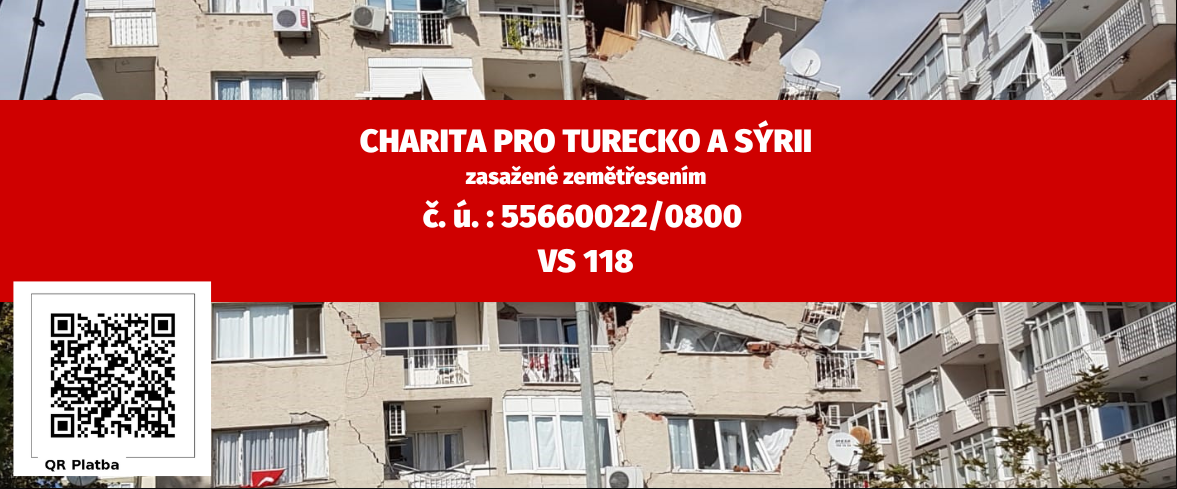 CHARITA PRO TURECKO A SÝRII
zasažené zemětřesením
č. ú. : 55660022/0800
VS 118
QR Platba